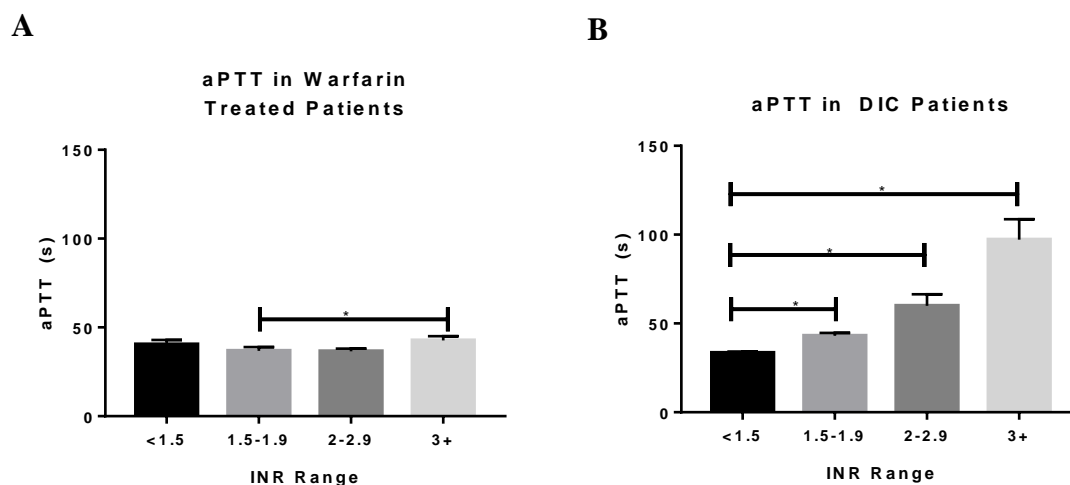 A
aPTT in Warfarin
Treated Patients
150
100
50
0
aPTT (s)
*
<1.5
1.5-1.9
2-2.9
3+
INR Range
B
aPTT in DIC Patients
150
100
50
0
aPTT (s)
*
*
*
<1.5
1.5-1.9
2-2.9
3+
INR Range